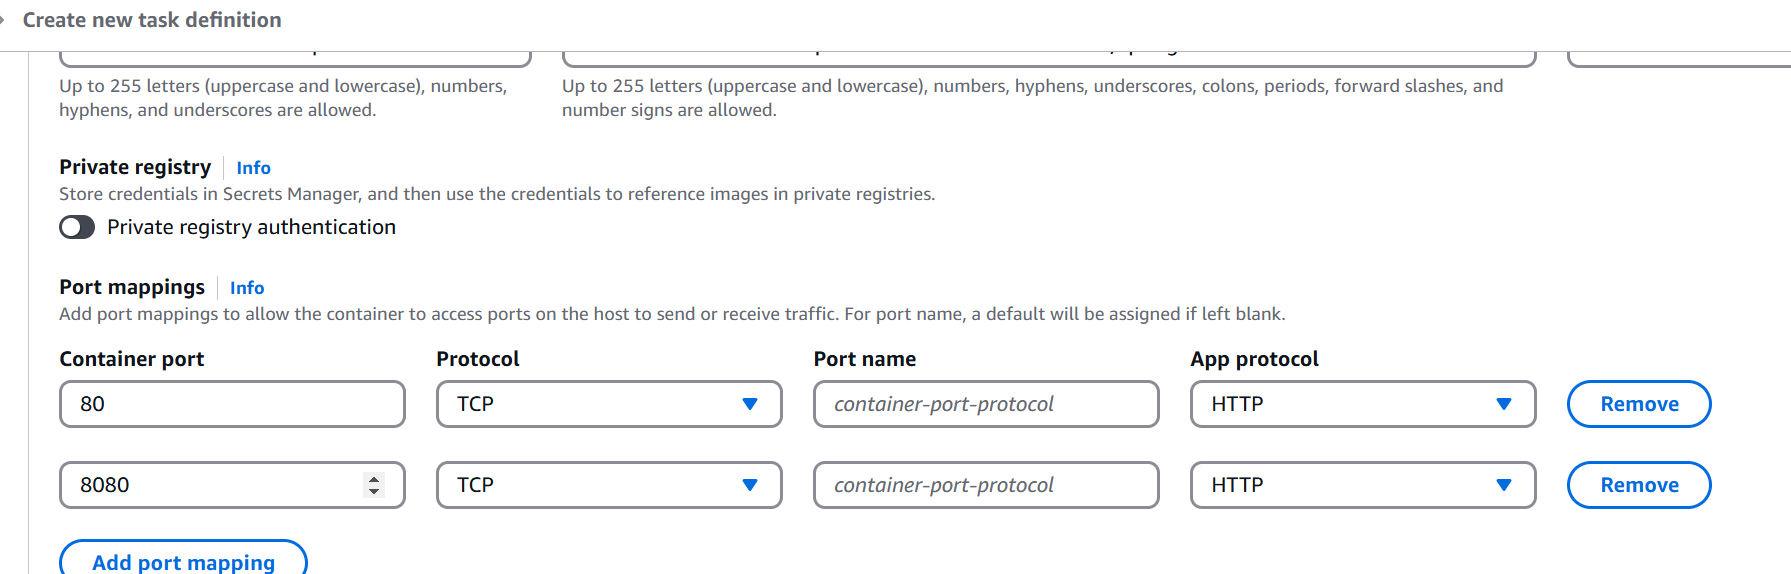 Create new task definition
Up to 255 letters (uppercase and lowercase), numbers,
hyphens, and underscores are allowed.
Up to 255 letters (uppercase and lowercase), numbers, hyphens, underscores, colons, periods, forward slashes, and
number signs are allowed.
Private registry Info
Store credentials in Secrets Manager, and then use the credentials to reference images in private registries.
Private registry authentication
Port mappings Info
Add port mappings to allow the container to access ports on the host to send or receive traffic. For port name, a default will be assigned if left blank.
Container port Protocol Port name App protocol
80 TCP container-port-protocol HTTP Remove
8080 TCP container-port-protocol HTTP Remove
Add port mapping